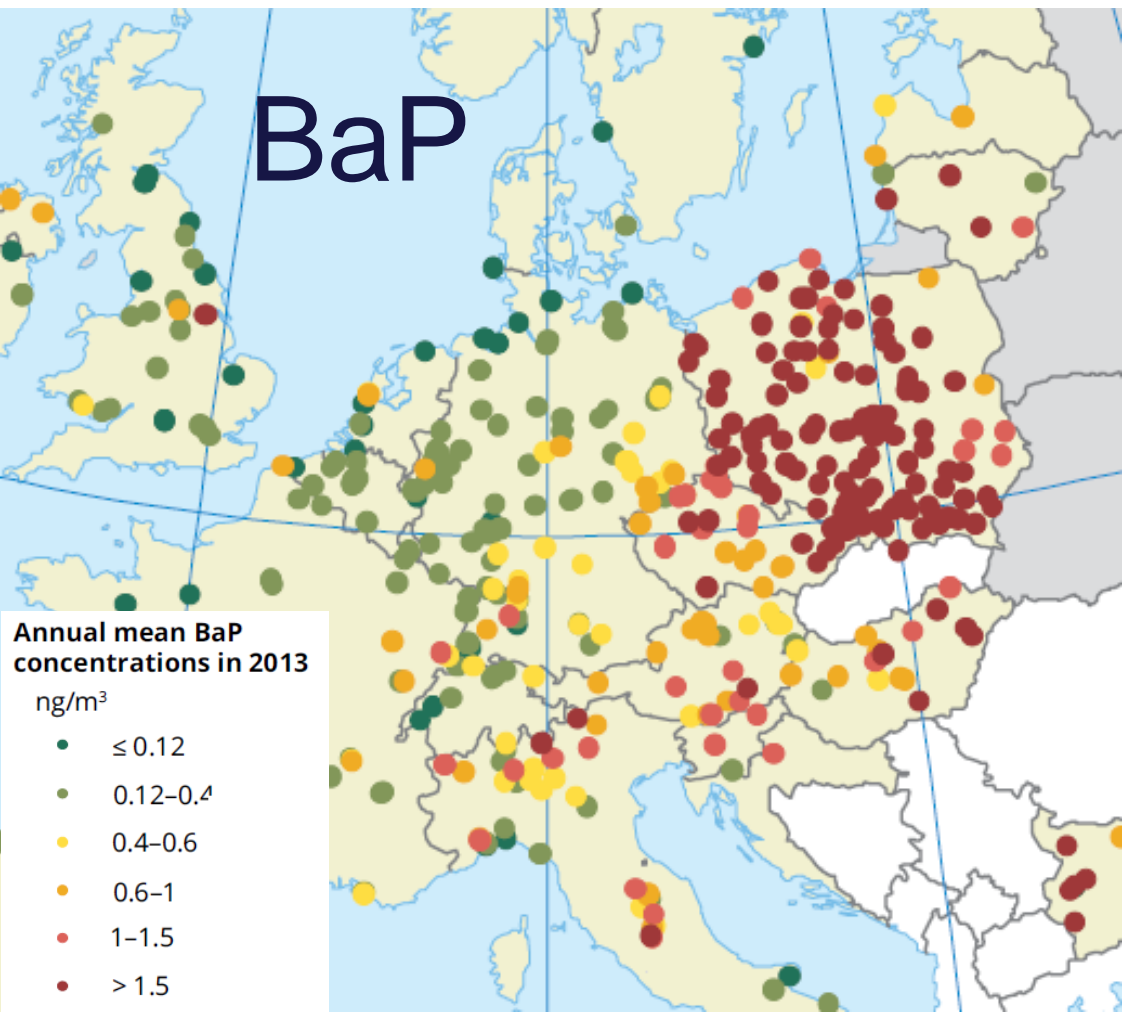 BaP
Annual mean BaP
concentrations in 2013
ng/m³
≤ 0.12
0.12–0.4
0.4–0.6
0.6–1
1–1.5
> 1.5